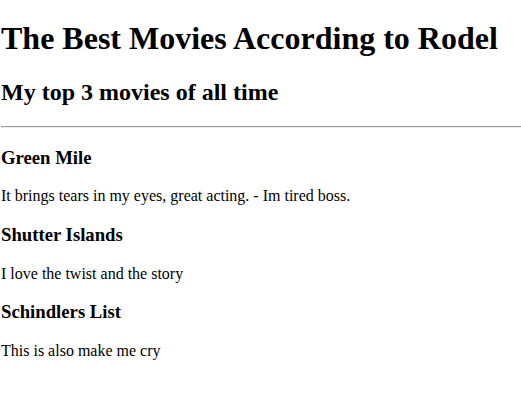 The Best Movies According to Rodel
My top 3 movies of all time
Green Mile
It brings tears in my eyes, great acting. - Im tired boss.
Shutter Islands
I love the twist and the story
Schindlers List
This is also make me cry